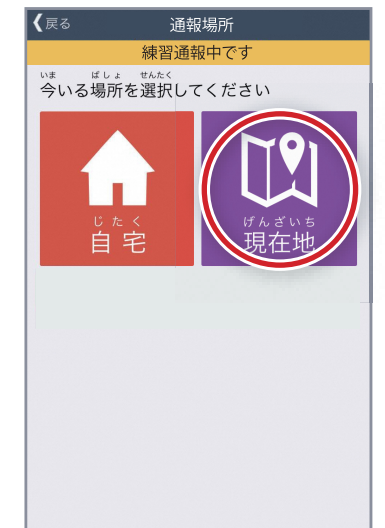 戻る 通報場所
練習通報中です
いま ばしょ せんたく
今いる場所を選択してください
じたく
自宅
げんざいち
現在地